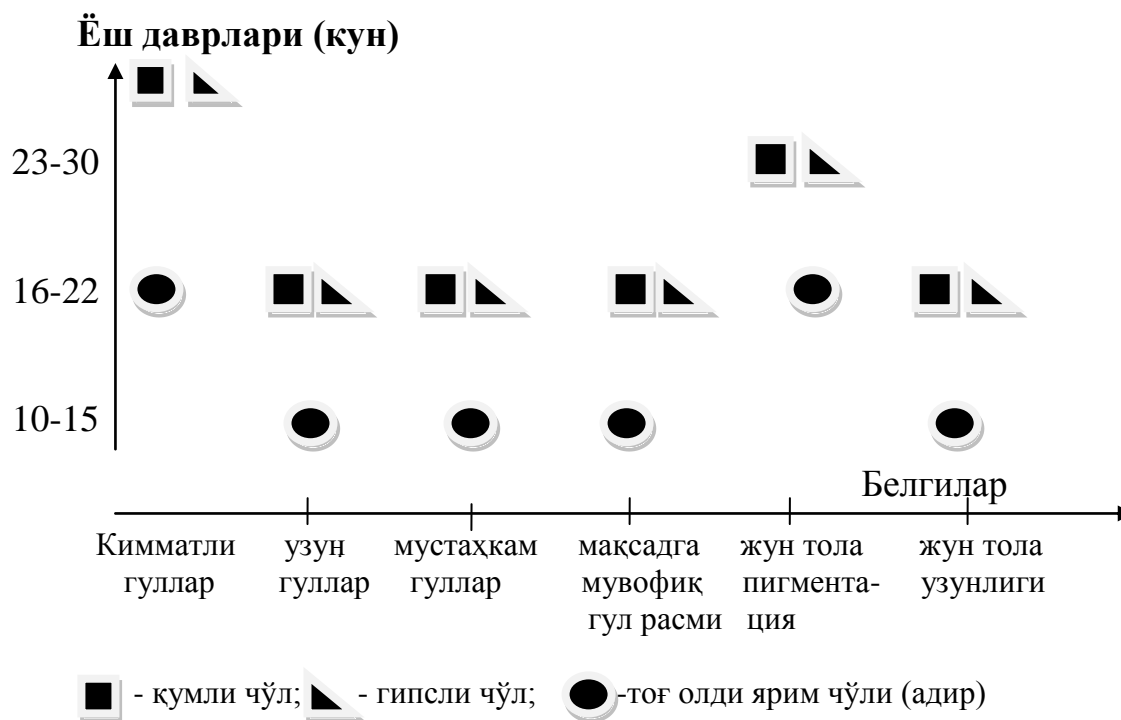 Ёш даврлари (кун)
23-30
16-22
10-15
Белгилар
Кимматли гуллар
узун гуллар
мустаҳкам гуллар
мақсадга мувофиқ гул расми
жун тола пигмента- ция
жун тола узунлиги
- қумли чўл; - гипсли чўл; -тоғ олди ярим чўли (адир)